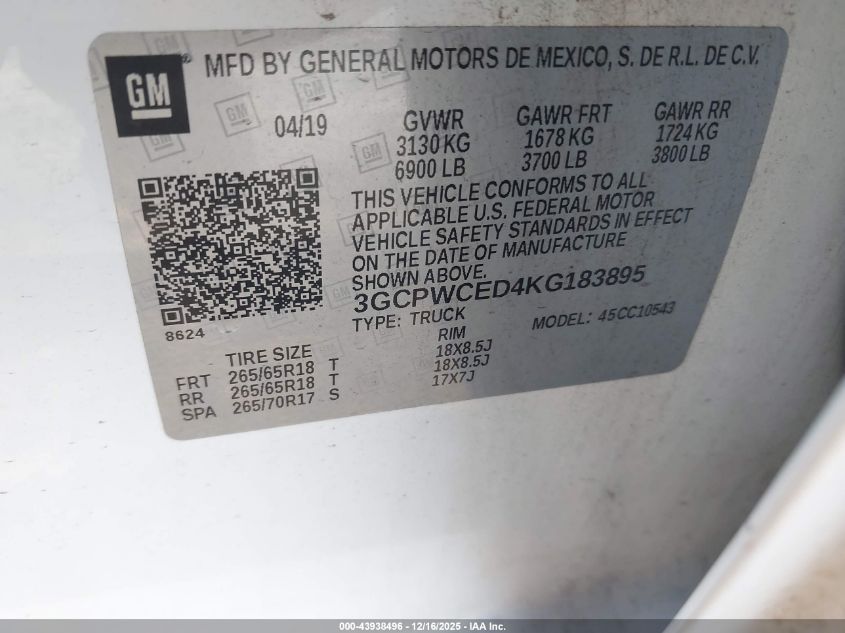 GM
MFD BY GENERAL MOTORS DE MEXICO, S. DE R.L. DE C.V.
04/19
GVWR GAWR FRT GAWR RR
3130 KG 1678 KG 1724 KG
6900 LB 3700 LB 3800 LB
THIS VEHICLE CONFORMS TO ALL
APPLICABLE U.S. FEDERAL MOTOR
VEHICLE SAFETY STANDARDS IN EFFECT
ON THE DATE OF MANUFACTURE
SHOWN ABOVE.
3GCPWCED4KG183895
8624
TYPE: TRUCK MODEL: 45CC10543
TIRE SIZE RIM
FRT 265/65R18 T 18X8.5J
RR 265/65R18 T 18X8.5J
SPA 265/70R17 S 17X7J
000-43938496 - 12/16/2025 - IAA Inc.